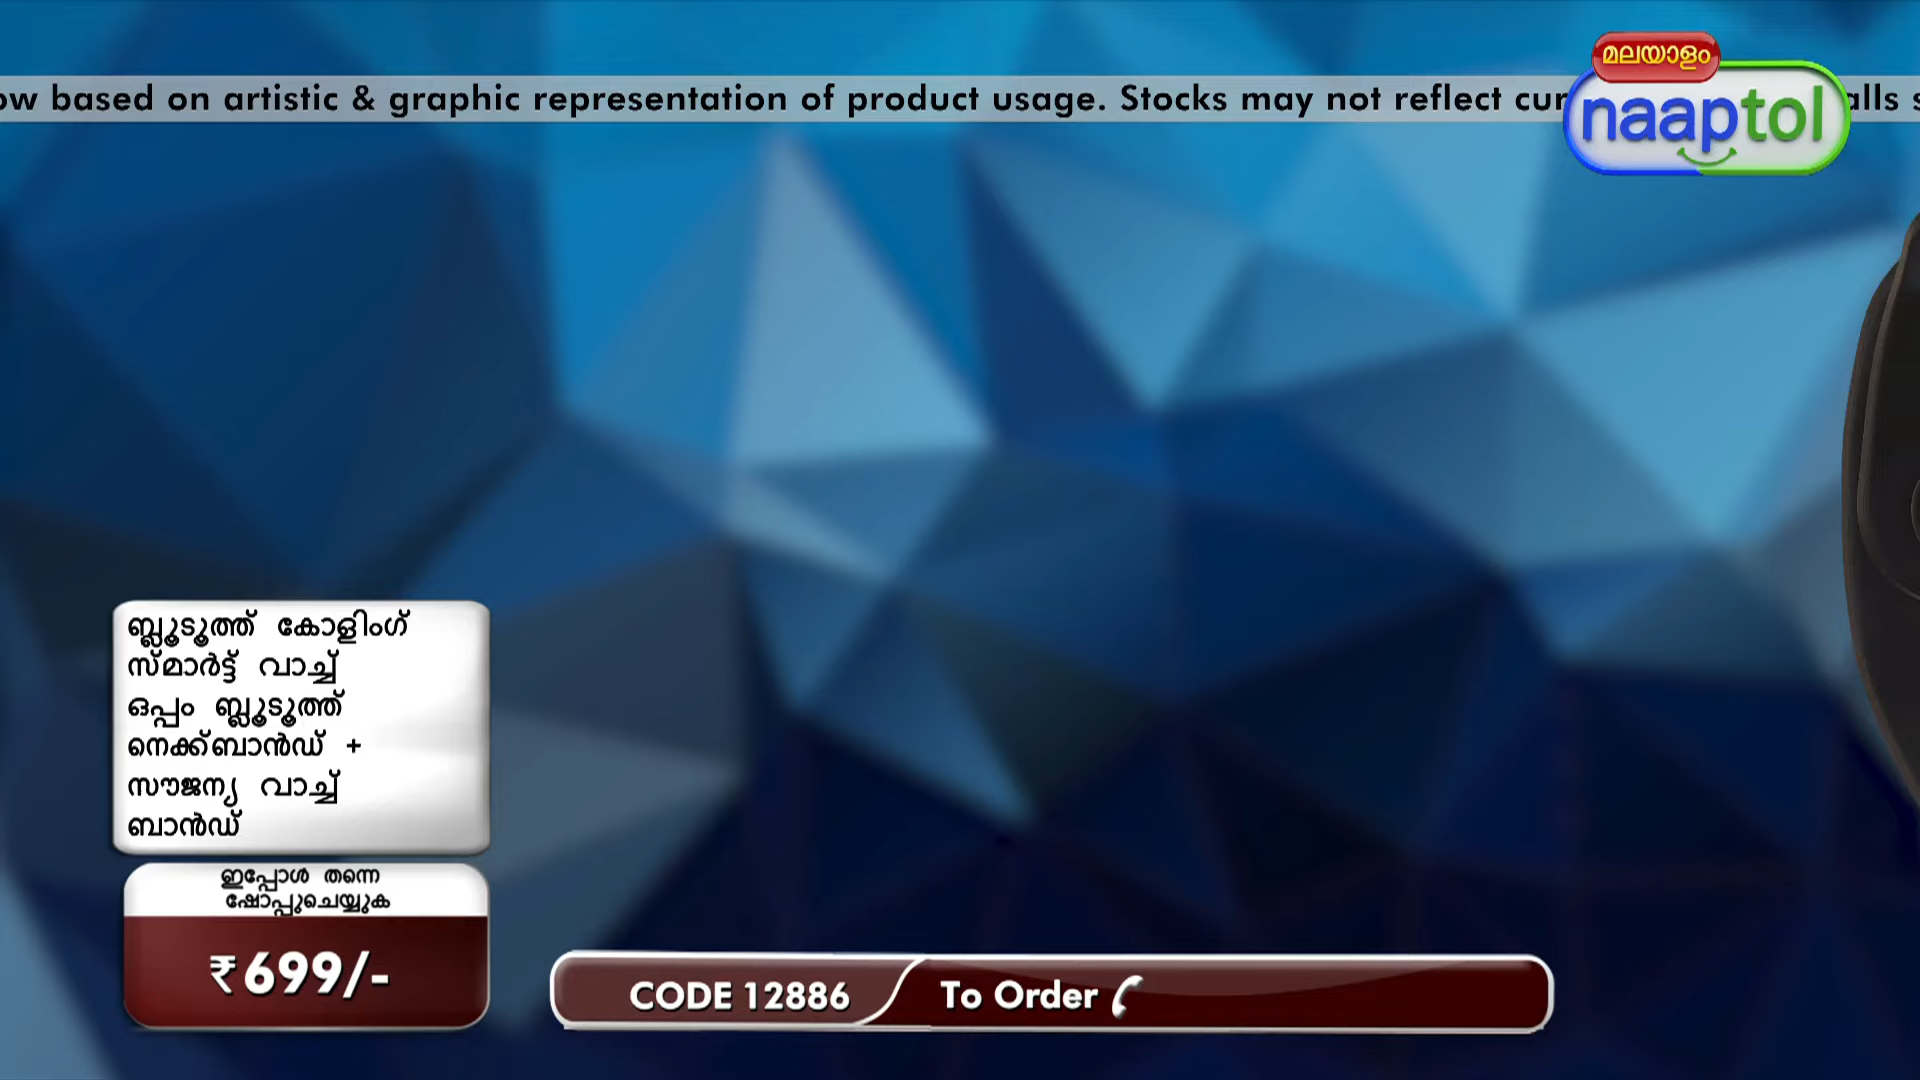 മലയാളം
ow based on artistic & graphic representation of product usage. Stocks may not reflect cur
alls s
naaptol
ബ്ലൂടൂത്ത് കോളിംഗ്
സ്മാർട്ട് വാച്ച്
ഒപ്പം ബ്ലൂടൂത്ത്
നെക്ക്ബാൻഡ് +
സൗജന്യ വാച്ച്
ബാൻഡ്
ഇപ്പോൾ തന്നെ
ഷോപ്പുചെയ്യുക
₹699/-
CODE 12886 To Order